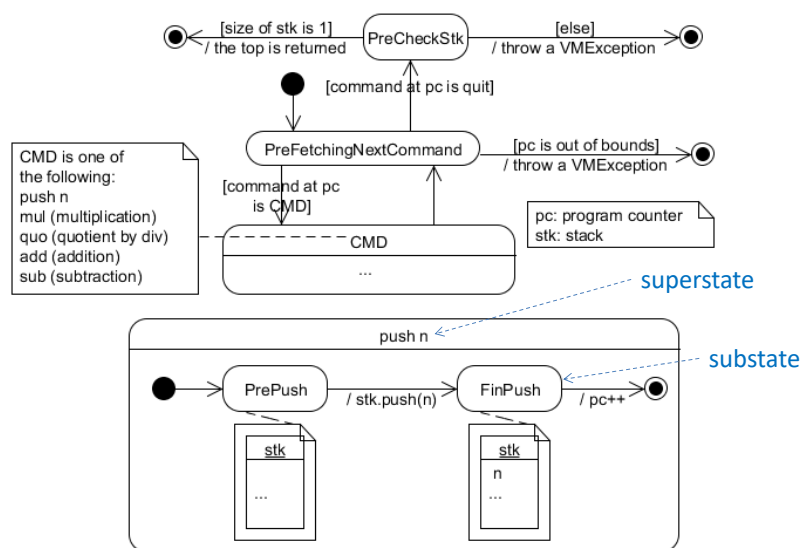 [size of stk is 1]
/ the top is returned
PreCheckStk
[else]
/ throw a VMException
[command at pc is quit]
PreFetchingNextCommand
[pc is out of bounds]
/ throw a VMException
CMD is one of
the following:
push n
mul (multiplication)
quo (quotient by div)
add (addition)
sub (subtraction)
[command at pc
is CMD]
CMD
...
pc: program counter
stk: stack
superstate
push n
substate
PrePush
/ stk.push(n)
FinPush
/ pc++
stk
...
stk
n
...